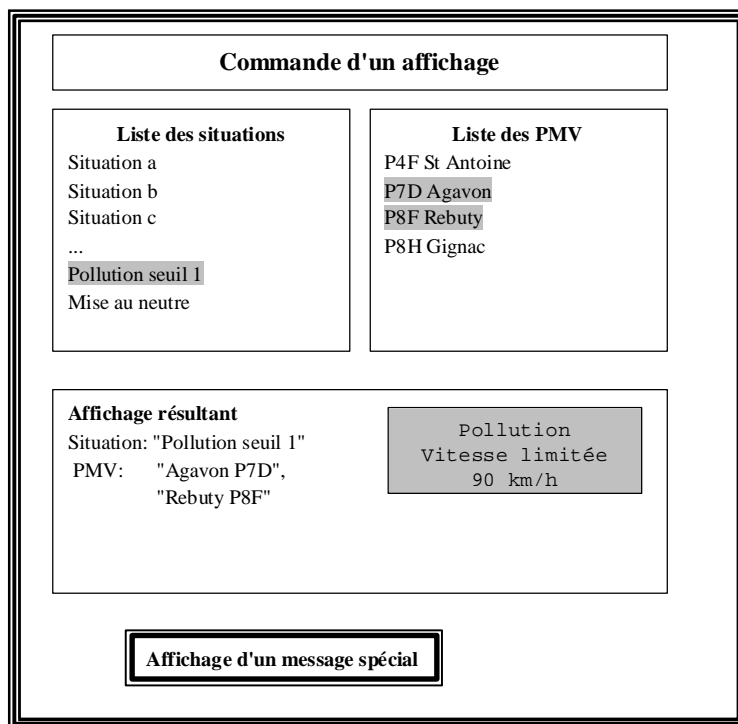 Commande d'un affichage
Liste des situations
Situation a
Situation b
Situation c
...
Pollution seuil 1
Mise au neutre
Liste des PMV
P4F St Antoine
P7D Agavon
P8F Rebuty
P8H Gignac
Affichage résultant
Situation: "Pollution seuil 1"
PMV: "Agavon P7D",
"Rebuty P8F"
Pollution
Vitesse limitée
90 km/h
Affichage d'un message spécial